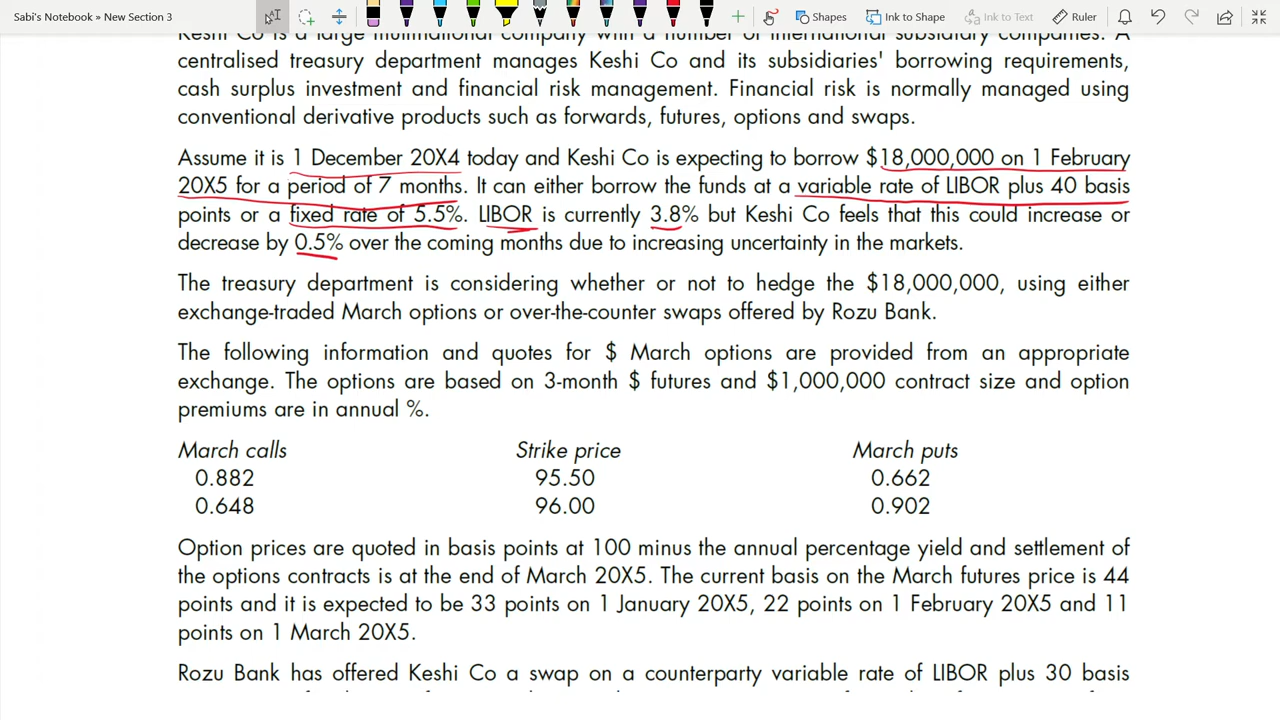 Sabi's Notebook » New Section 3
Shapes Ink to Shape Ink to Text Ruler
Keshi Co is a large multinational company with a number of international subsidiary companies. A
centralised treasury department manages Keshi Co and its subsidiaries' borrowing requirements,
cash surplus investment and financial risk management. Financial risk is normally managed using
conventional derivative products such as forwards, futures, options and swaps.
Assume it is 1 December 20X4 today and Keshi Co is expecting to borrow $18,000,000 on 1 February
20X5 for a period of 7 months. It can either borrow the funds at a variable rate of LIBOR plus 40 basis
points or a fixed rate of 5.5%. LIBOR is currently 3.8% but Keshi Co feels that this could increase or
decrease by 0.5% over the coming months due to increasing uncertainty in the markets.
The treasury department is considering whether or not to hedge the $18,000,000, using either
exchange-traded March options or over-the-counter swaps offered by Rozu Bank.
The following information and quotes for $ March options are provided from an appropriate
exchange. The options are based on 3-month $ futures and $1,000,000 contract size and option
premiums are in annual %.
March calls Strike price March puts
0.882 95.50 0.662
0.648 96.00 0.902
Option prices are quoted in basis points at 100 minus the annual percentage yield and settlement of
the options contracts is at the end of March 20X5. The current basis on the March futures price is 44
points and it is expected to be 33 points on 1 January 20X5, 22 points on 1 February 20X5 and 11
points on 1 March 20X5.
Rozu Bank has offered Keshi Co a swap on a counterparty variable rate of LIBOR plus 30 basis